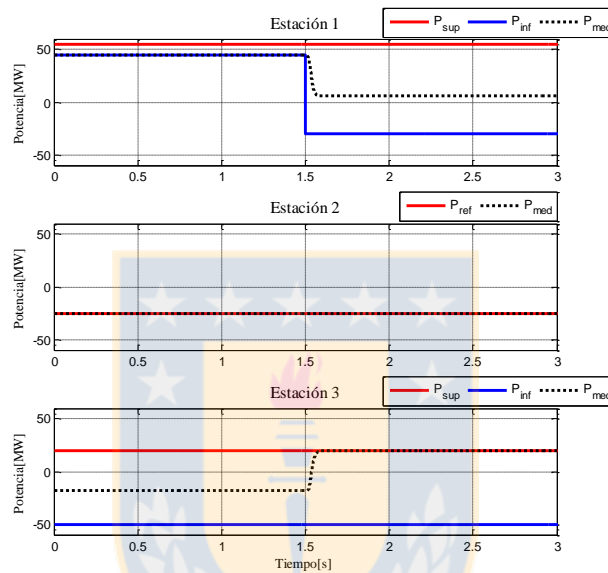 Estación 1
P_sup P_inf P_med
Potencia[MW]
50
0
-50
0 0.5 1 1.5 2 2.5 3
Estación 2
P_ref P_med
Potencia[MW]
50
0
-50
0 0.5 1 1.5 2 2.5 3
Estación 3
P_sup P_inf P_med
Potencia[MW]
50
0
-50
0 0.5 1 1.5 2 2.5 3
Tiempo[s]